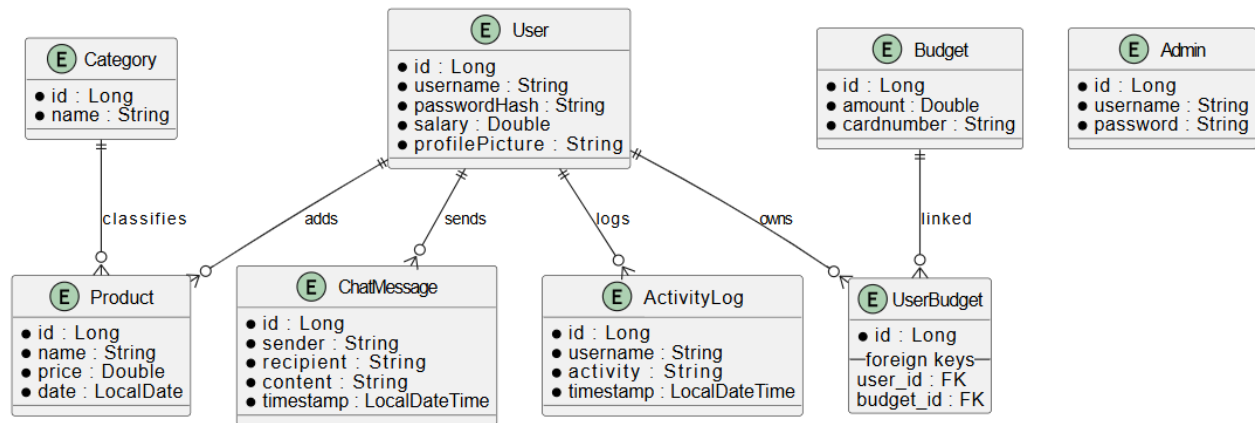 E Category
id : Long
name : String
E User
id : Long
username : String
passwordHash : String
salary : Double
profilePicture : String
E Budget
id : Long
amount : Double
cardnumber : String
E Admin
id : Long
username : String
password : String
classifies
adds
sends
logs
owns
linked
E Product
id : Long
name : String
price : Double
date : LocalDate
E ChatMessage
id : Long
sender : String
recipient : String
content : String
timestamp : LocalDateTime
E ActivityLog
id : Long
username : String
activity : String
timestamp : LocalDateTime
E UserBudget
id : Long
foreign keys
user_id : FK
budget_id : FK